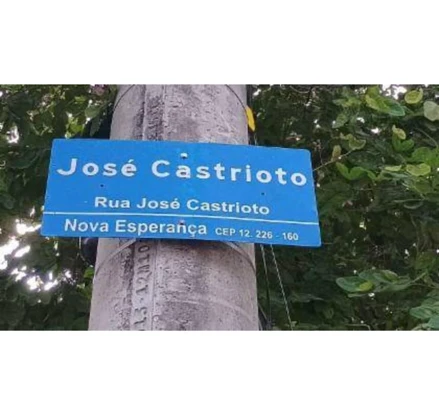 José Castrioto
Rua José Castrioto
Nova Esperança CEP 12. 226 - 160